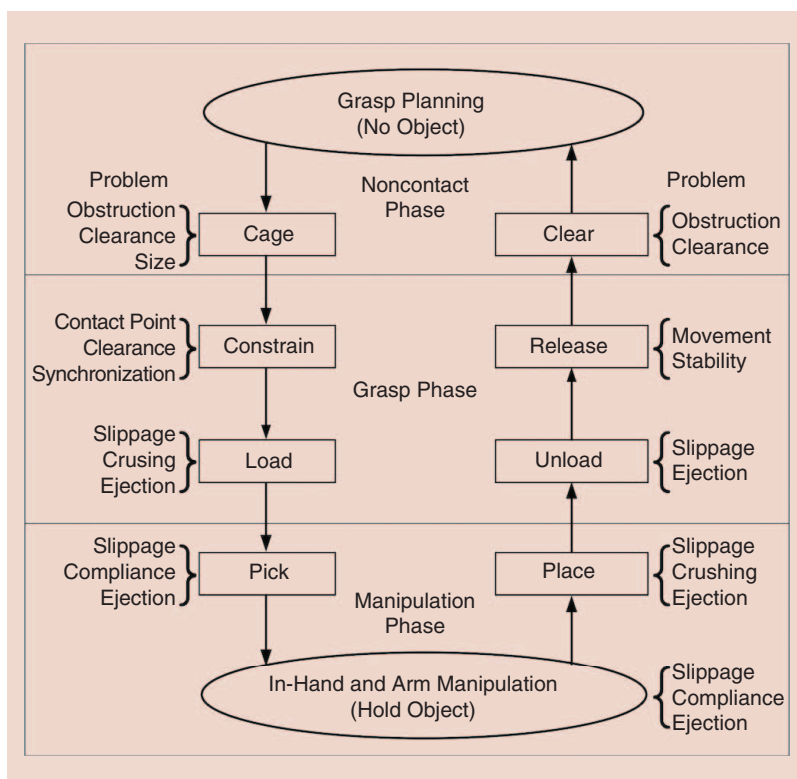 Grasp Planning
(No Object)
Problem
Noncontact
Phase
Problem
Obstruction
Clearance
Size
Cage
Clear
Obstruction
Clearance
Contact Point
Clearance
Synchronization
Constrain
Release
Movement
Stability
Grasp Phase
Slippage
Crusing
Ejection
Load
Unload
Slippage
Ejection
Slippage
Compliance
Ejection
Pick
Place
Slippage
Crushing
Ejection
Manipulation
Phase
In-Hand and Arm Manipulation
(Hold Object)
Slippage
Compliance
Ejection